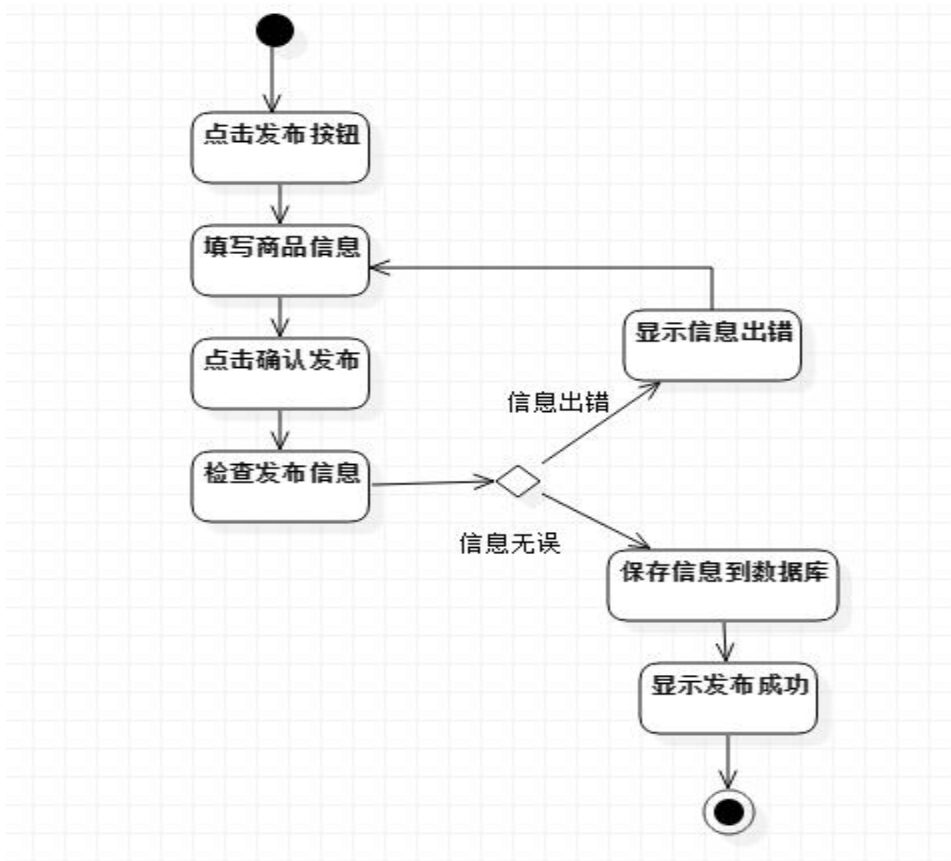 点击发布按钮
填写商品信息
显示信息出错
点击确认发布
信息出错
检查发布信息
信息无误
保存信息到数据库
显示发布成功